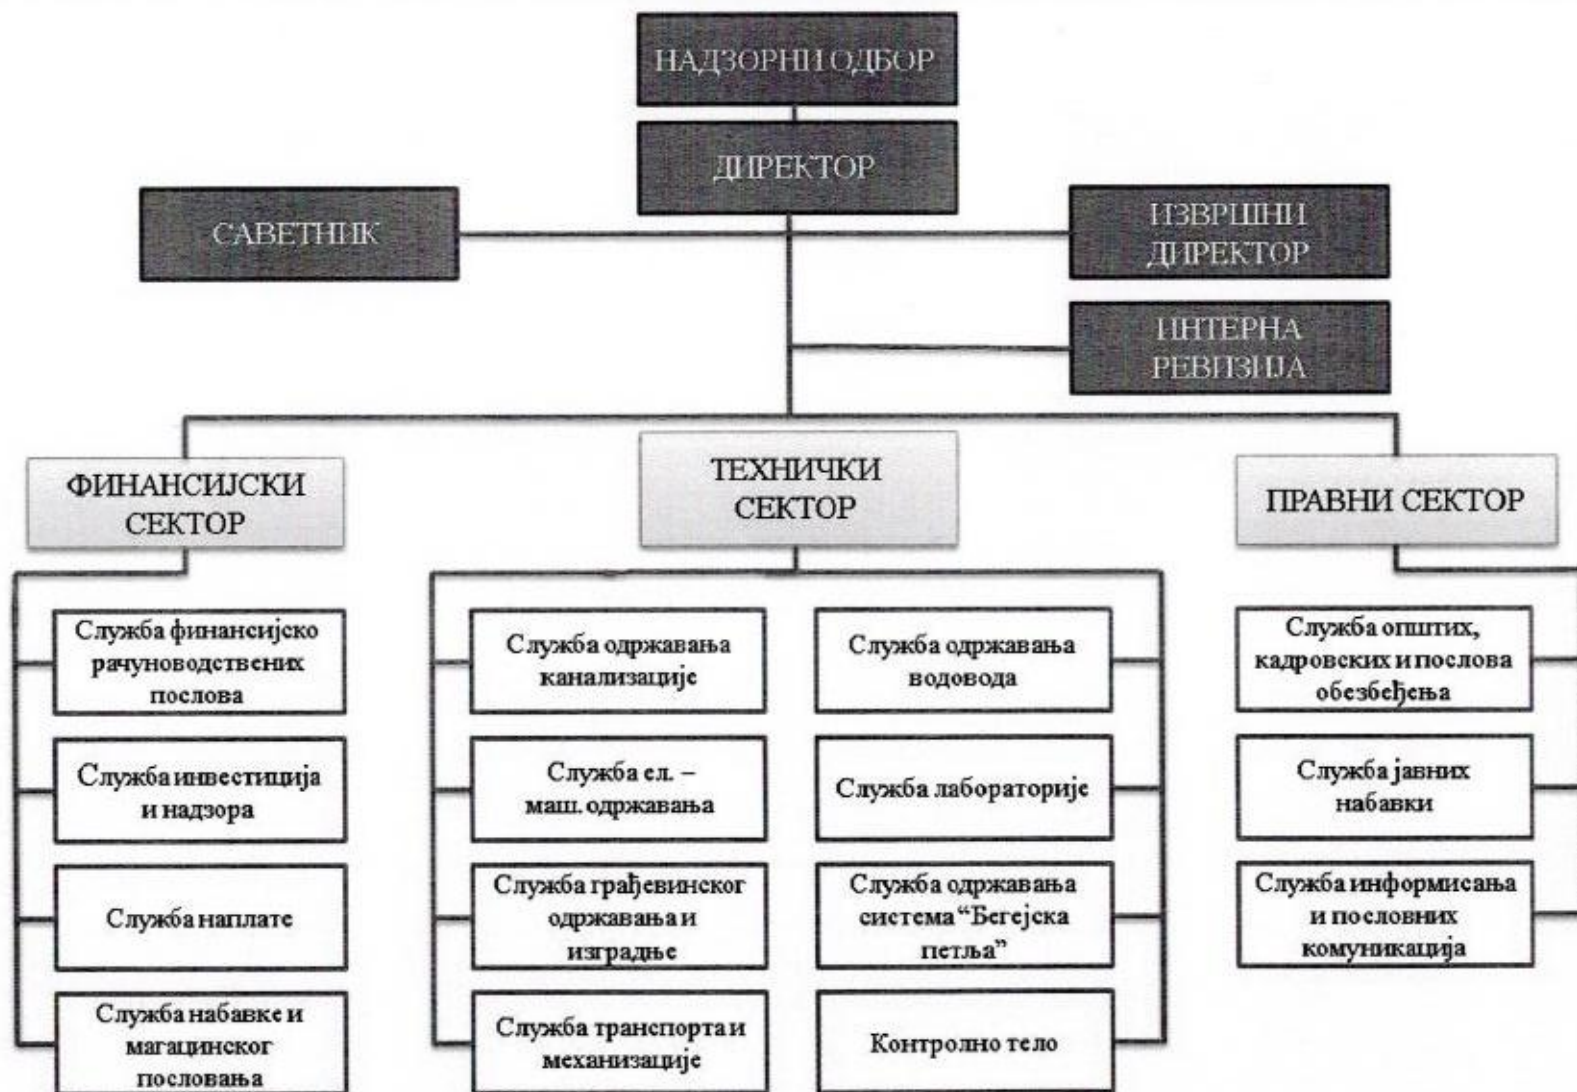 НАДЗОРНИ ОДБОР
ДИРЕКТОР
САВЕТНИК
ИЗВРШНИ
ДИРЕКТОР
ИНТЕРНА
РЕВИЗИЈА
ФИНАНСИЈСКИ
СЕКТОР
ТЕХНИЧКИ
СЕКТОР
ПРАВНИ СЕКТОР
Служба финансијско
рачуноводствених
послова
Служба инвестиција
и надзора
Служба наплате
Служба набавке и
магацинског
пословања
Служба одржавања
канализације
Служба ел. –
маш. одржавања
Служба грађевинског
одржавања и
изградње
Служба транспорта и
механизације
Служба одржавања
водовода
Служба лабораторије
Служба одржавања
система “Бегејска
петља”
Контролно тело
Служба општих,
кадровских и послова
обезбеђења
Служба јавних
набавки
Служба информисања
и пословних
комуникација